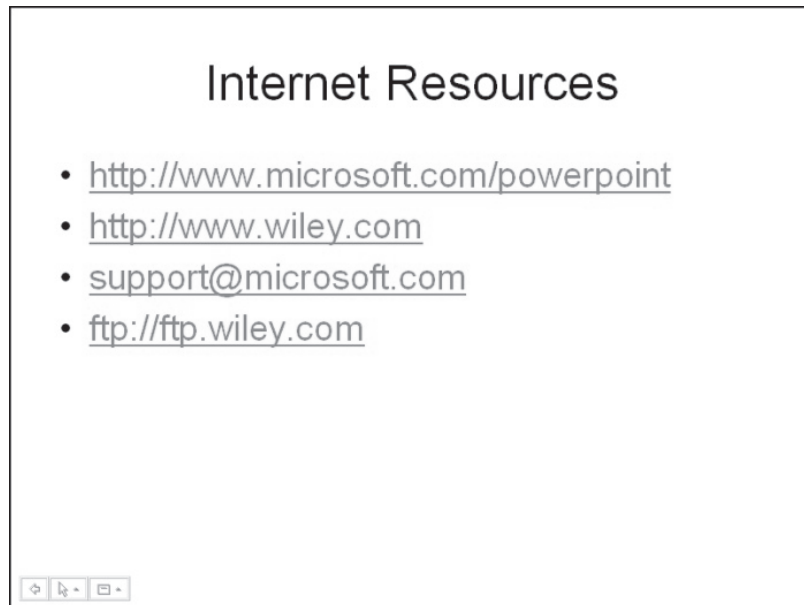 Internet Resources
• http://www.microsoft.com/powerpoint
• http://www.wiley.com
• support@microsoft.com
• ftp://ftp.wiley.com